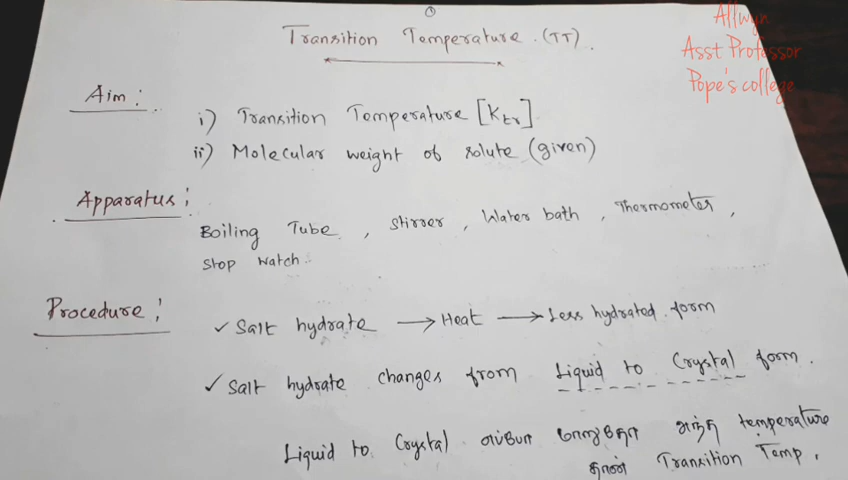 ①
Transition Temperature. (TT).
Allwyn
Asst Professor
Pope's college
Aim:
i) Transition Temperature [Ktr]
ii) Molecular weight of solute (given)
Apparatus:
Boiling Tube, Stirrer, Water bath, Thermometer,
Stop watch.
Procedure:
✓ Salt hydrate → Heat → Less hydrated form
✓ Salt hydrate changes from Liquid to Crystal form.
Liquid to Crystal எப்போ மாறுதோ அந்த temperature
தான் Transition Temp.